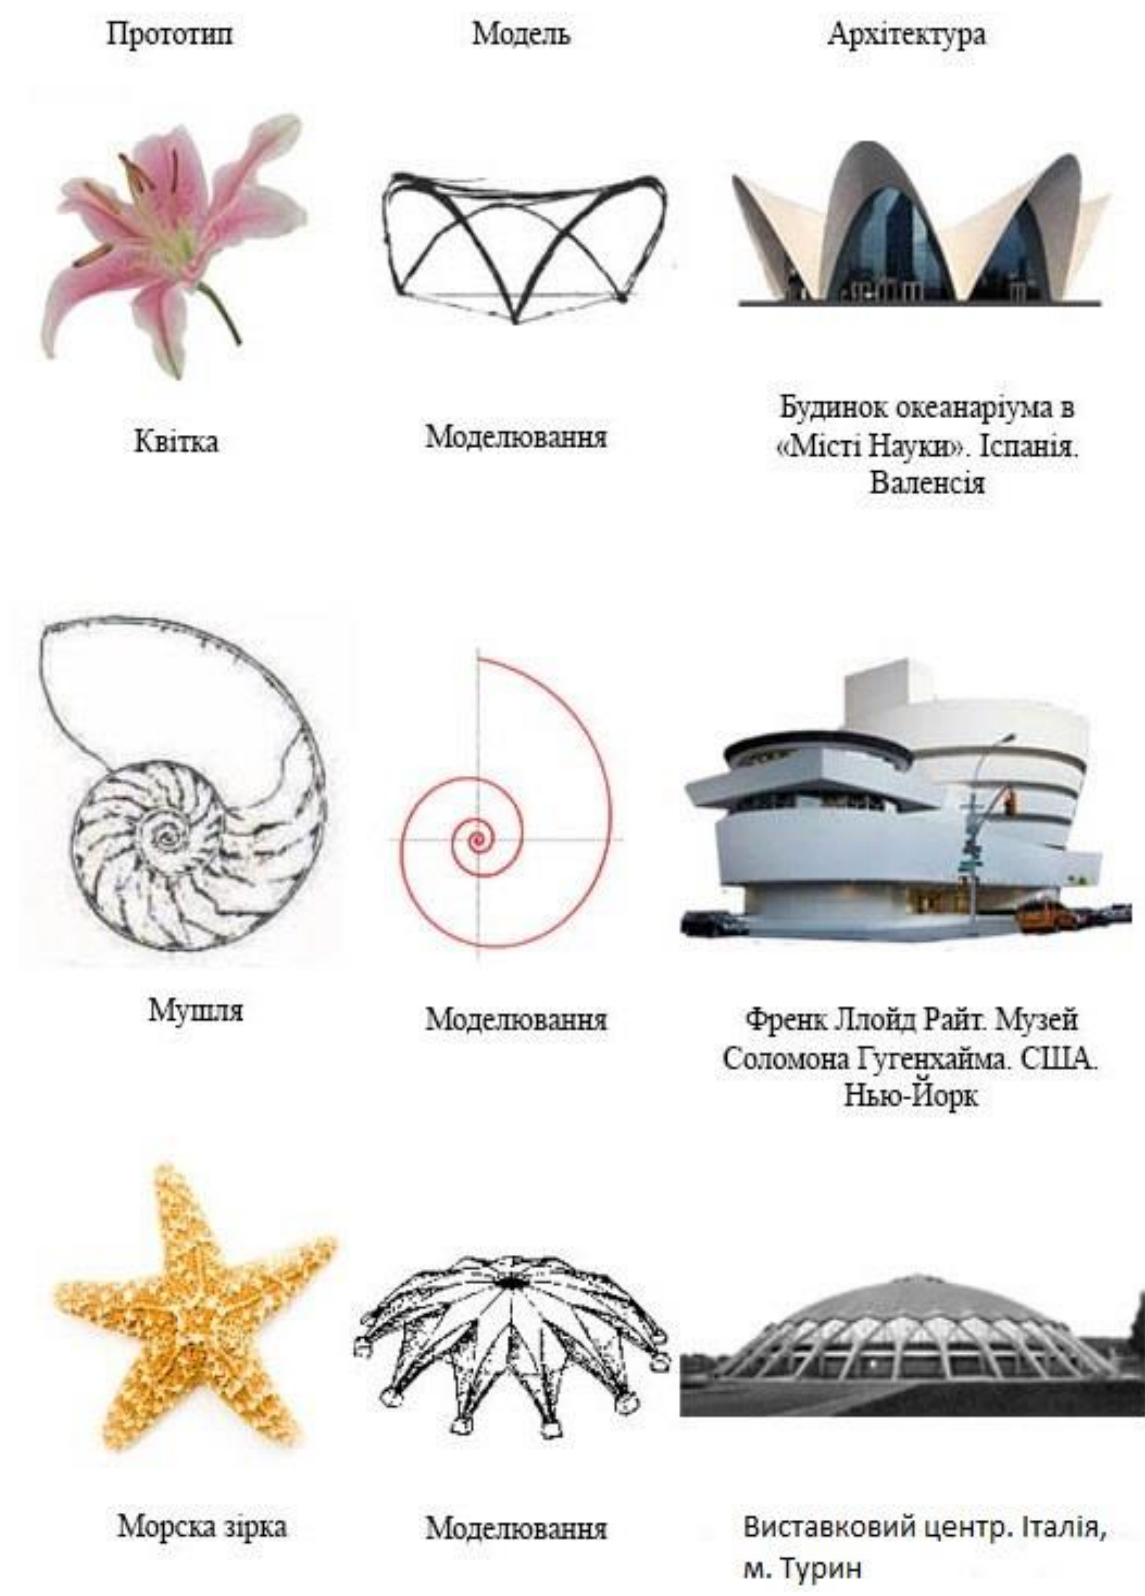 Прототип
Модель
Архітектура
Квітка
Моделювання
Будинок океанаріума в
«Місті Науки». Іспанія.
Валенсія
Мушля
Моделювання
Френк Ллойд Райт. Музей
Соломона Гугенхайма. США.
Нью-Йорк
Морска зірка
Моделювання
Виставковий центр. Італія,
м. Турин